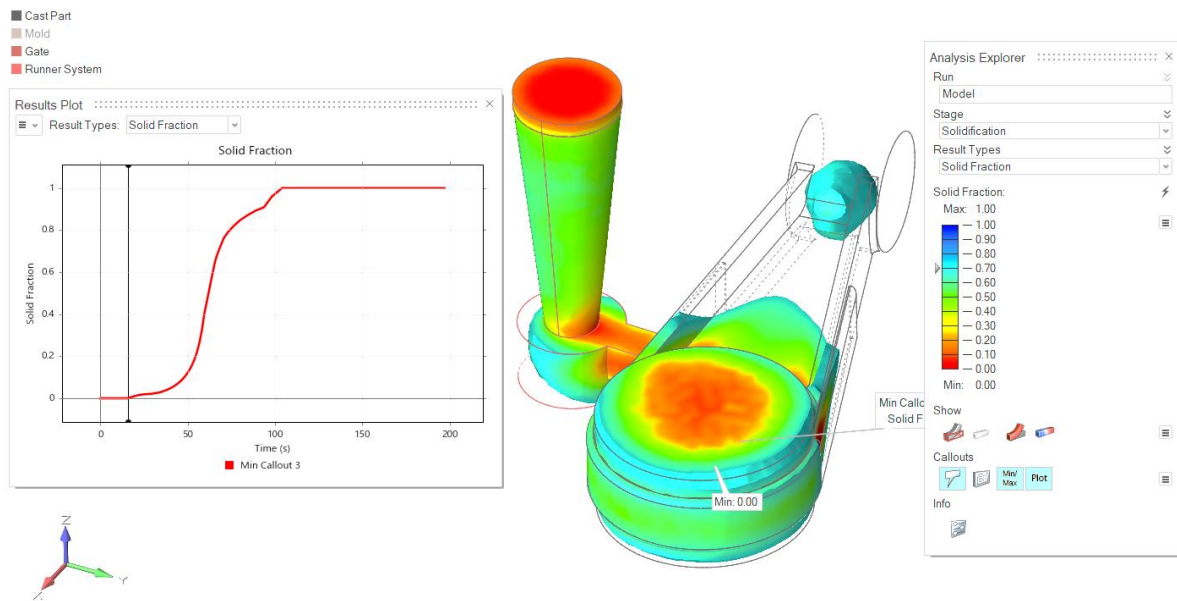 Cast Part
Mold
Gate
Runner System
Results Plot
Result Types: Solid Fraction
Solid Fraction
Solid Fraction
1
0.8
0.6
0.4
0.2
0
0 50 100 150 200
Time (s)
Min Callout 3
Z
Y
Min Callo
Solid F
Min: 0.00
Analysis Explorer
Run
Model
Stage
Solidification
Result Types
Solid Fraction
Solid Fraction:
Max: 1.00
1.00
0.90
0.80
0.70
0.60
0.50
0.40
0.30
0.20
0.10
0.00
Min: 0.00
Show
Callouts
Min/
Max
Plot
Info